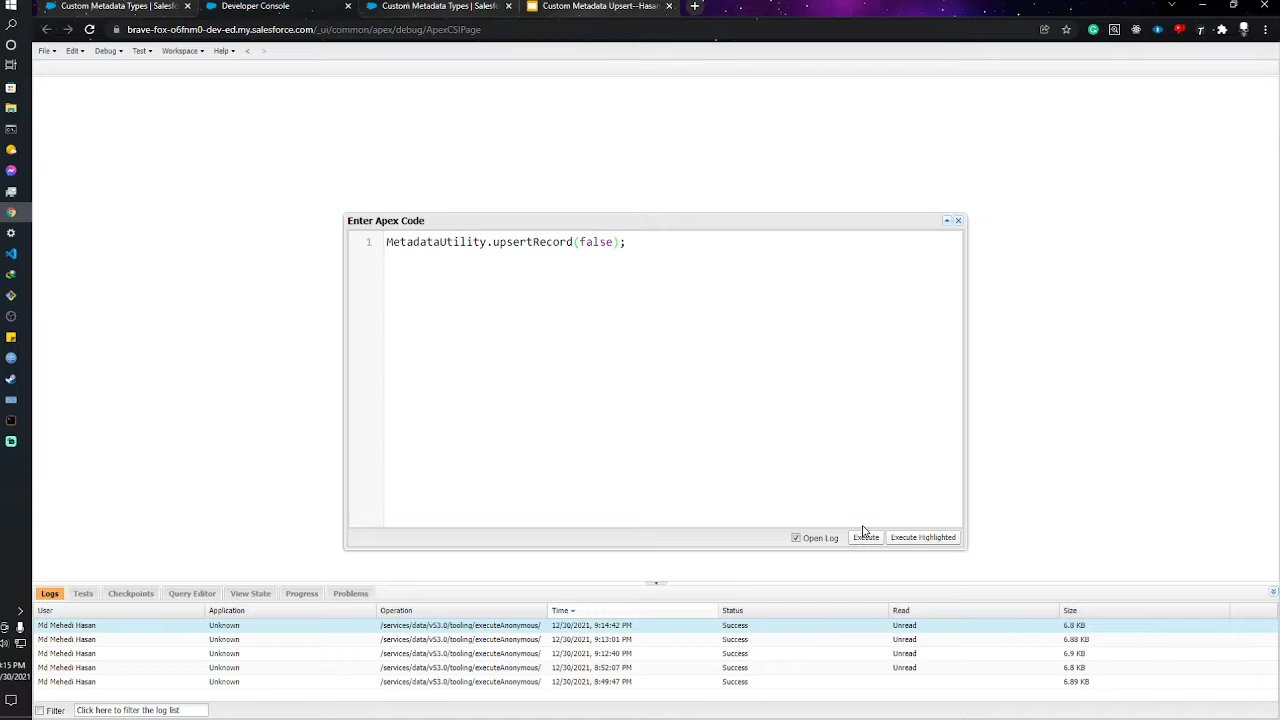 Custom Metadata Types | Salesfo
Developer Console
Custom Metadata Types | Salesfo
Custom Metadata Upsert - Hasan
brave-fox-o6fnm0-dev-ed.my.salesforce.com/_ui/common/apex/debug/ApexCSIPage
File Edit Debug Test Workspace Help < >
Enter Apex Code
1 MetadataUtility.upsertRecord(false);
Open Log Execute Execute Highlighted
Logs Tests Checkpoints Query Editor View State Progress Problems
User Application Operation Time Status Read Size
Md Mehedi Hasan Unknown /services/data/v53.0/tooling/executeAnonymous/ 12/30/2021, 9:14:42 PM Success Unread 6.8 KB
Md Mehedi Hasan Unknown /services/data/v53.0/tooling/executeAnonymous/ 12/30/2021, 9:13:01 PM Success Unread 6.88 KB
Md Mehedi Hasan Unknown /services/data/v53.0/tooling/executeAnonymous/ 12/30/2021, 9:12:40 PM Success Unread 6.9 KB
Md Mehedi Hasan Unknown /services/data/v53.0/tooling/executeAnonymous/ 12/30/2021, 8:52:07 PM Success Unread 6.8 KB
Md Mehedi Hasan Unknown /services/data/v53.0/tooling/executeAnonymous/ 12/30/2021, 8:49:47 PM Success 6.89 KB
Filter Click here to filter the log list
:15 PM
/30/2021